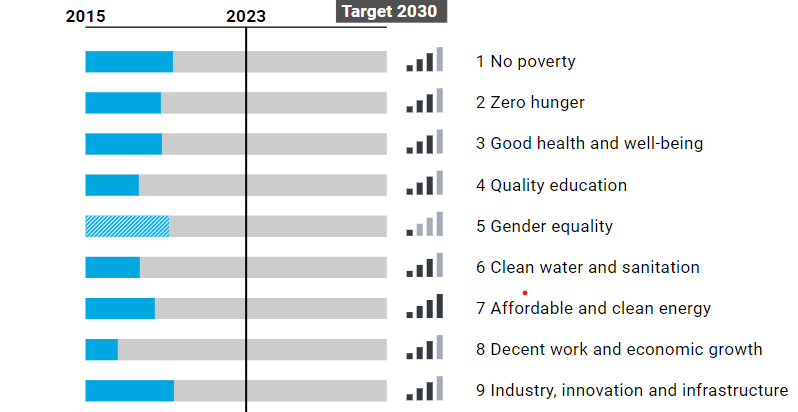 2015 2023 Target 2030
1 No poverty
2 Zero hunger
3 Good health and well-being
4 Quality education
5 Gender equality
6 Clean water and sanitation
7 Affordable and clean energy
8 Decent work and economic growth
9 Industry, innovation and infrastructure